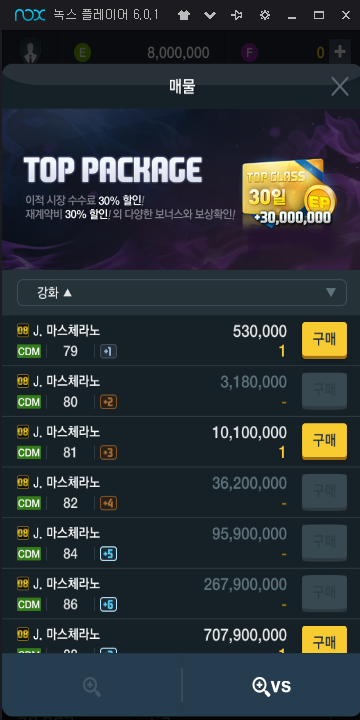 nox 녹스 플레이어 6.0.1
E 8,000,000 F 0 +
매물
TOP PACKAGE
이적 시장 수수료 30% 할인!
재계약비 30% 할인! 외 다양한 보너스와 보상확인!
TOP CLASS
30일
EP
+30,000,000
강화 ▲
08 J. 마스체라노 530,000 구매
CDM 79 +1 1
08 J. 마스체라노 3,180,000 구매
CDM 80 +2 -
08 J. 마스체라노 10,100,000 구매
CDM 81 +3 1
08 J. 마스체라노 36,200,000 구매
CDM 82 +4 -
08 J. 마스체라노 95,900,000 구매
CDM 84 +5 -
08 J. 마스체라노 267,900,000 구매
CDM 86 +6 -
08 J. 마스체라노 707,900,000 구매
VS